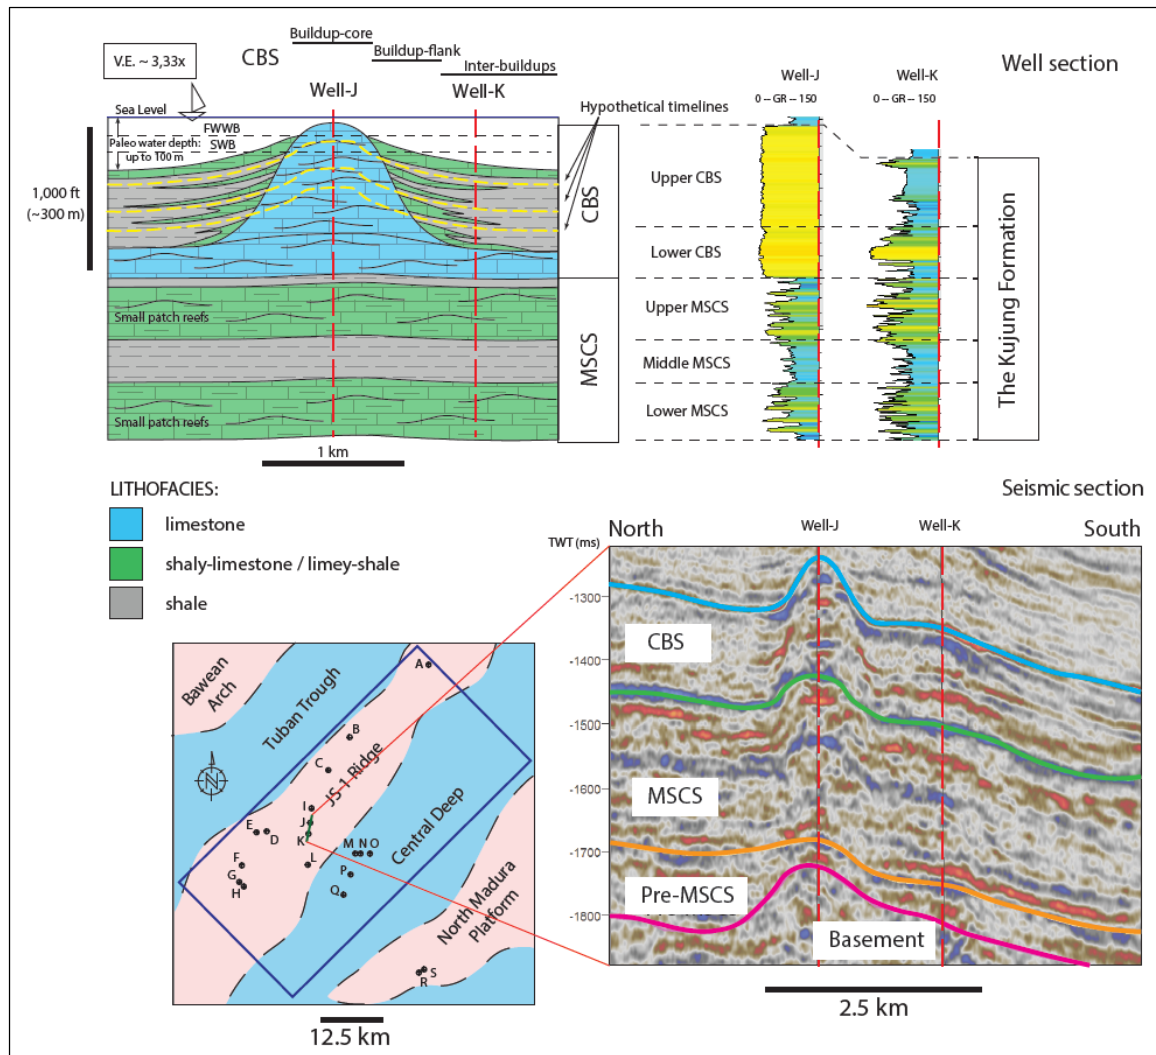 Buildup-core
V.E. ~ 3,33x
CBS
Buildup-flank
Inter-buildups
Well-J
Well-K
Sea Level
FWWB
SWB
Paleo water depth:
up to 100 m
Hypothetical timelines
1,000 ft
(~300 m)
CBS
MSCS
Small patch reefs
Small patch reefs
1 km
Well section
Well-J
Well-K
0 -- GR -- 150
0 -- GR -- 150
Upper CBS
Lower CBS
Upper MSCS
Middle MSCS
Lower MSCS
The Kujung Formation
LITHOFACIES:
limestone
shaly-limestone / limey-shale
shale
Seismic section
North
Well-J
Well-K
South
TWT (ms)
-1300
-1400
-1500
-1600
-1700
-1800
CBS
MSCS
Pre-MSCS
Basement
2.5 km
Bawean
Arch
Tuban Trough
JS-1 Ridge
Central Deep
North Madura
Platform
N
A
B
C
I
J
K
E
D
F
G
H
L
M N O
P
Q
S
R
12.5 km